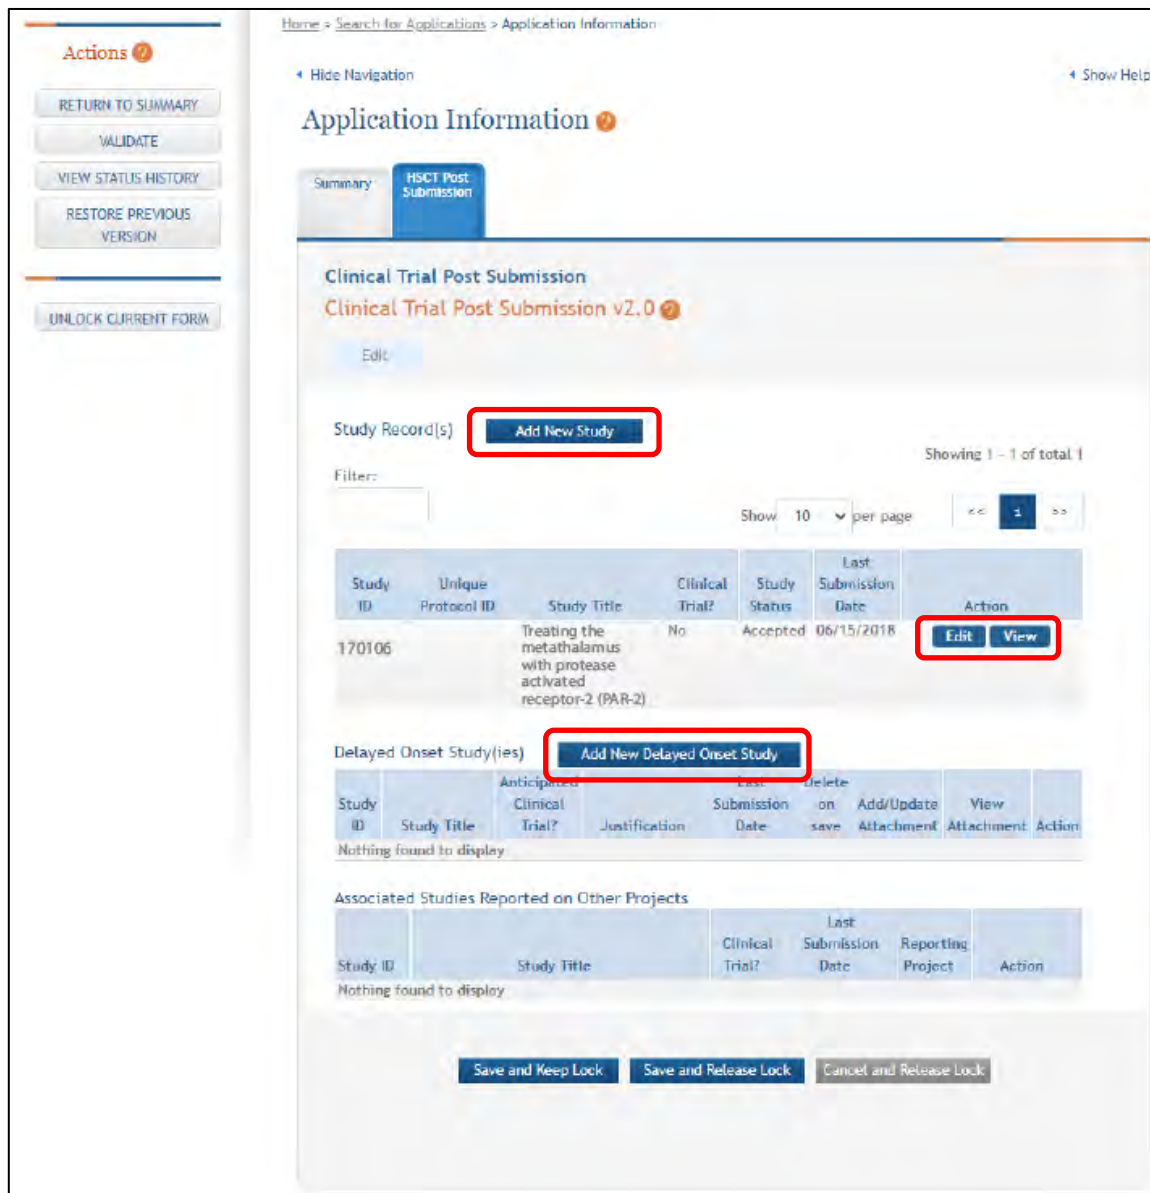 Home > Search for Applications > Application Information
Actions ?
Hide Navigation
Show Help
RETURN TO SUMMARY
VALIDATE
VIEW STATUS HISTORY
RESTORE PREVIOUS
VERSION
UNLOCK CURRENT FORM
Application Information ?
Summary
HSCT Post
Submission
Clinical Trial Post Submission
Clinical Trial Post Submission v2.0 ?
Edit
Study Record(s)
Add New Study
Showing 1 - 1 of total 1
Filter:
Show 10 per page
<< 1 >>
Study ID
Unique Protocol ID
Study Title
Clinical Trial?
Study Status
Last Submission Date
Action
170106
Treating the
metathalamus
with protease
activated
receptor-2 (PAR-2)
No
Accepted
06/15/2018
Edit
View
Delayed Onset Study(ies)
Add New Delayed Onset Study
Study ID
Study Title
Anticipated Clinical Trial?
Justification
Last Submission Date
Delete on save
Add/Update Attachment
View Attachment
Action
Nothing found to display
Associated Studies Reported on Other Projects
Study ID
Study Title
Clinical Trial?
Last Submission Date
Reporting Project
Action
Nothing found to display
Save and Keep Lock
Save and Release Lock
Cancel and Release Lock